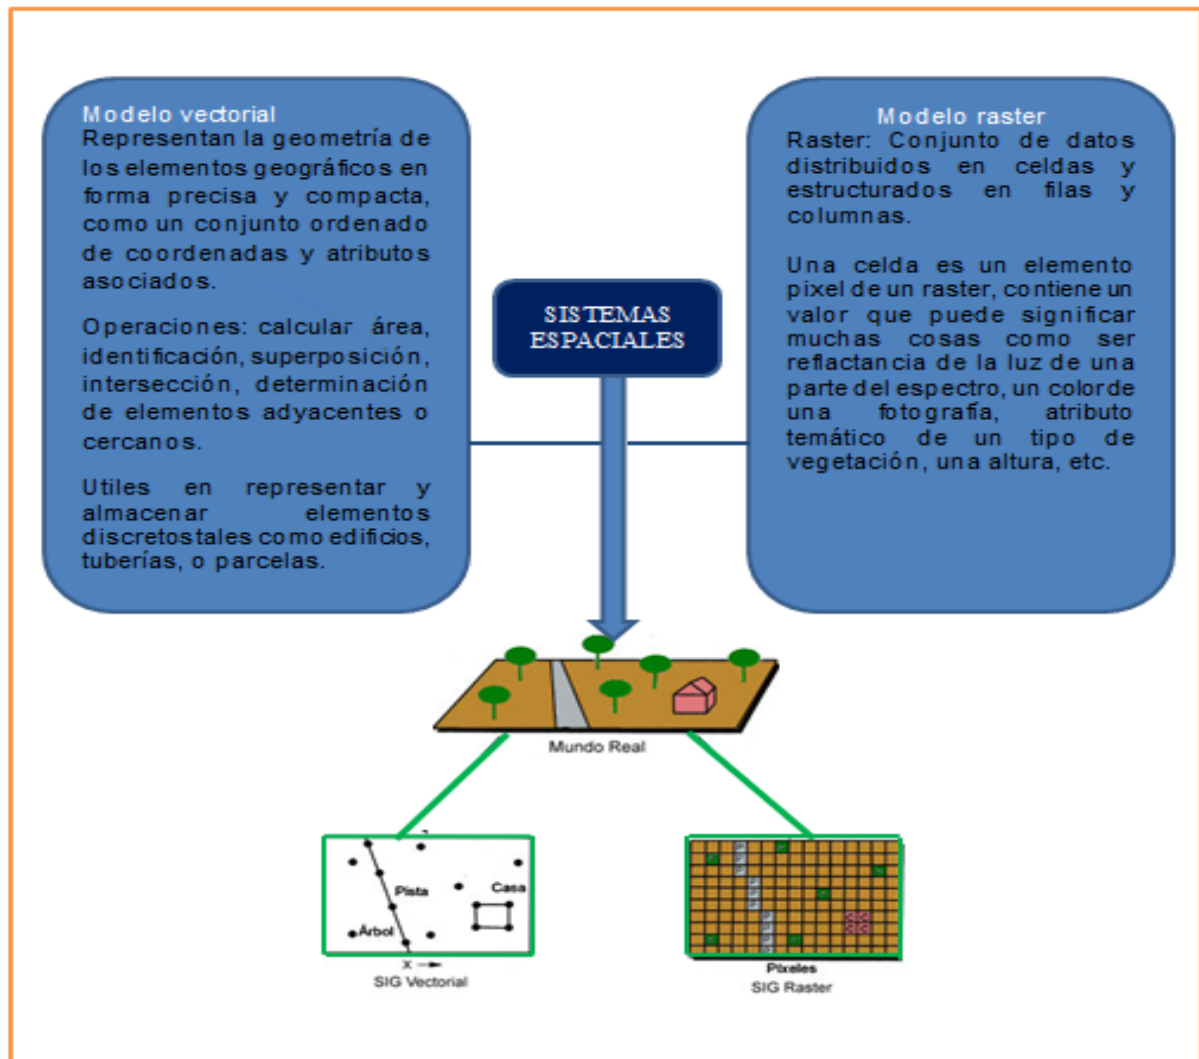 Modelo vectorial
Representan la geometría de
los elementos geográficos en
forma precisa y compacta,
como un conjunto ordenado
de coordenadas y atributos
asociados.
Operaciones: calcular área,
identificación, superposición,
intersección, determinación
de elementos adyacentes o
cercanos.
Utiles en representar y
almacenar elementos
discretostales como edificios,
tuberías, o parcelas.
SISTEMAS
ESPACIALES
Modelo raster
Raster: Conjunto de datos
distribuidos en celdas y
estructurados en filas y
columnas.
Una celda es un elemento
pixel de un raster, contiene un
valor que puede significar
muchas cosas como ser
reflactancia de la luz de una
parte del espectro, un colorde
una fotografía, atributo
temático de un tipo de
vegetación, una altura, etc.
Mundo Real
Pista
Casa
Árbol
X
SIG Vectorial
Píxeles
SIG Raster